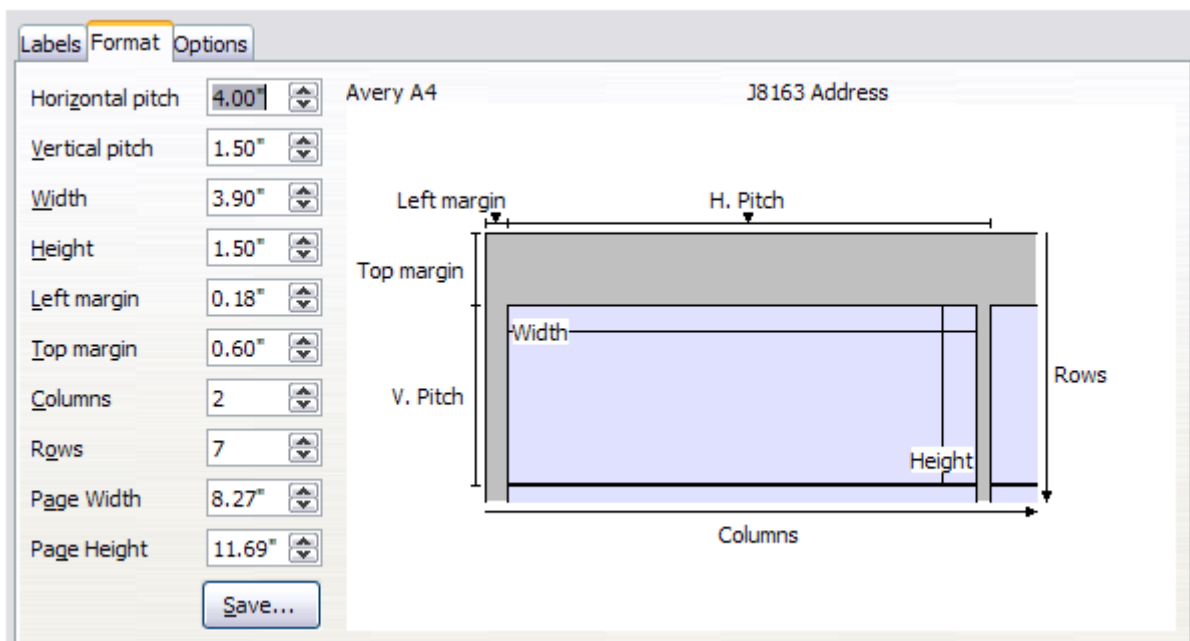 Labels Format Options
Horizontal pitch 4.00" Avery A4 J8163 Address
Vertical pitch 1.50"
Width 3.90" Left margin H. Pitch
Height 1.50"
Top margin
Left margin 0.18"
Top margin 0.60" Width
Columns 2 V. Pitch Rows
Rows 7 Height
Page Width 8.27"
Columns
Page Height 11.69"
Save...